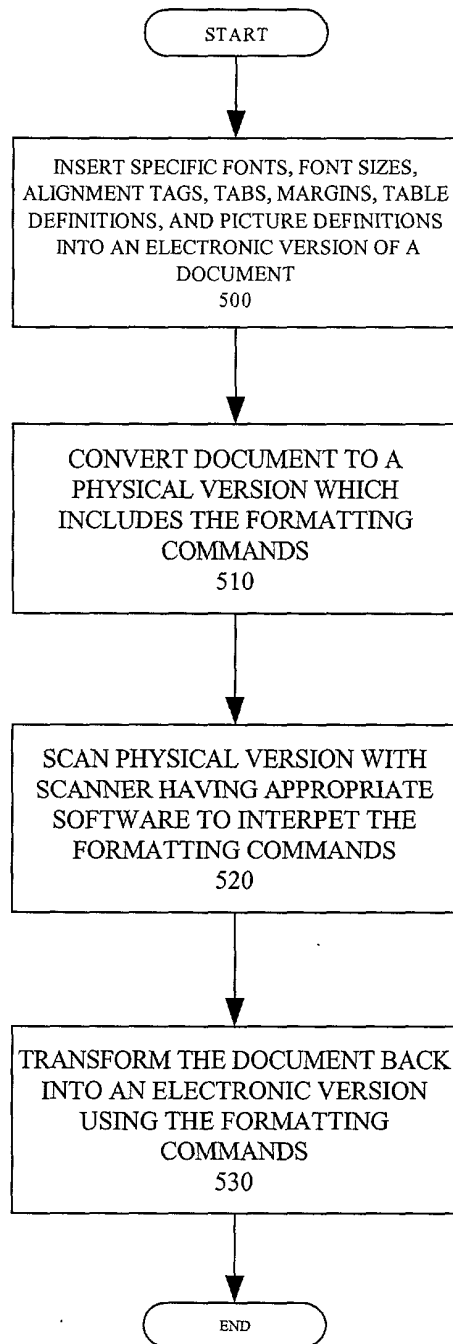 START
INSERT SPECIFIC FONTS, FONT SIZES,
ALIGNMENT TAGS, TABS, MARGINS, TABLE
DEFINITIONS, AND PICTURE DEFINITIONS
INTO AN ELECTRONIC VERSION OF A
DOCUMENT
500
CONVERT DOCUMENT TO A
PHYSICAL VERSION WHICH
INCLUDES THE FORMATTING
COMMANDS
510
SCAN PHYSICAL VERSION WITH
SCANNER HAVING APPROPRIATE
SOFTWARE TO INTERPET THE
FORMATTING COMMANDS
520
TRANSFORM THE DOCUMENT BACK
INTO AN ELECTRONIC VERSION
USING THE FORMATTING
COMMANDS
530
END